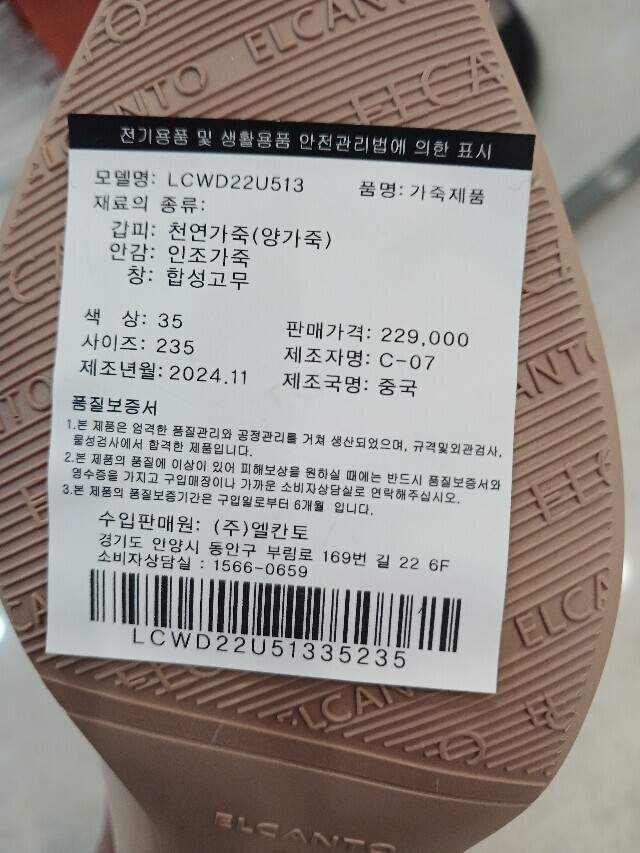 ELCANTO
ELCA
전기용품 및 생활용품 안전관리법에 의한 표시
모델명: LCWD22U513 품명: 가죽제품
재료의 종류:
갑피: 천연가죽(양가죽)
안감: 인조가죽
창: 합성고무
색 상: 35
판매가격: 229,000
사이즈: 235
제조자명: C-07
제조년월: 2024.11
제조국명: 중국
품질보증서
1.본 제품은 엄격한 품질관리와 공정관리를 거쳐 생산되었으며, 규격및외관검사,
물성검사에서 합격한 제품입니다.
2.본 제품의 품질에 이상이 있어 피해보상을 원하실 때에는 반드시 품질보증서와
영수증을 가지고 구입매장이나 가까운 소비자상담실로 연락해주십시오.
3.본 제품의 품질보증기간은 구입일로부터 6개월 입니다.
수입판매원: (주)엘칸토
경기도 안양시 동안구 부림로 169번 길 22 6F
소비자상담실 : 1566-0659
LCWD22U51335235
ELCANTO